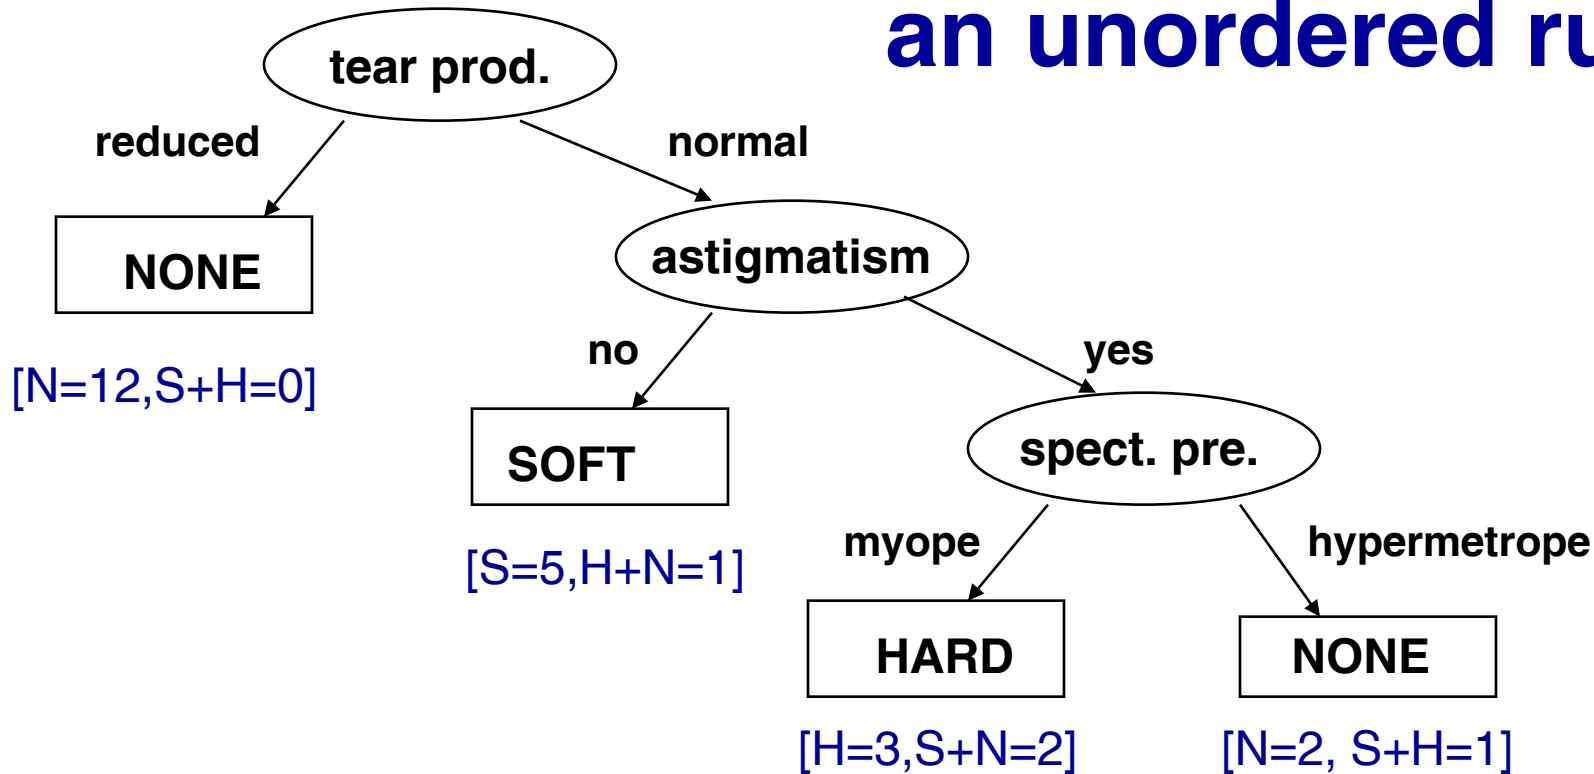 an unordered ru
tear prod.
reduced
normal
NONE
astigmatism
[N=12,S+H=0]
no
yes
SOFT
spect. pre.
[S=5,H+N=1]
myope
hypermetrope
HARD
NONE
[H=3,S+N=2]
[N=2, S+H=1]